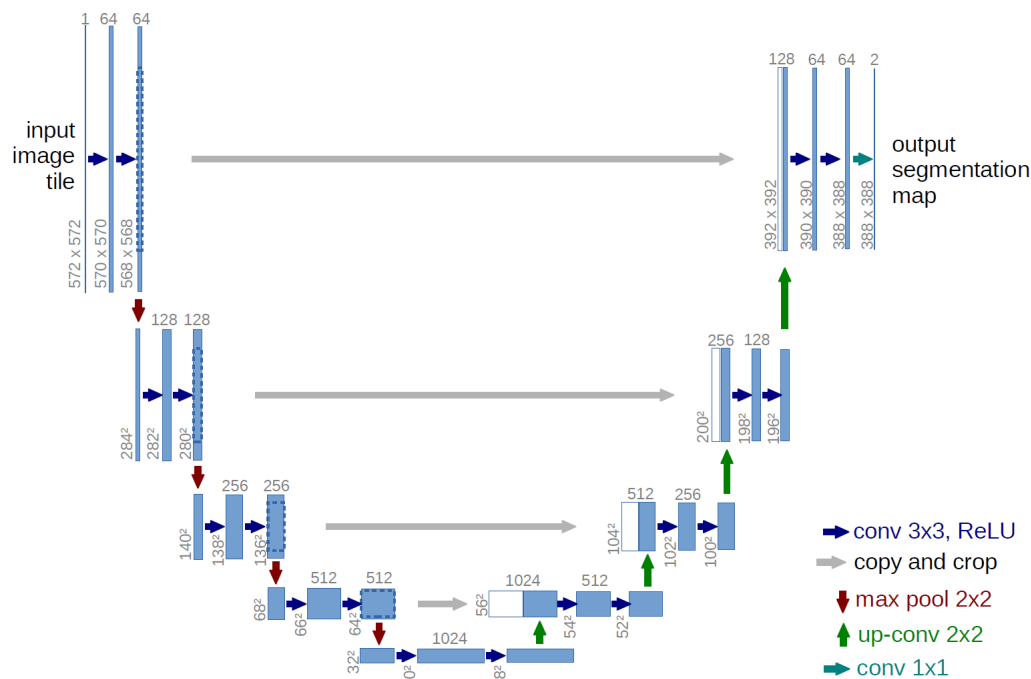 1 64 64
input
image
tile
572 x 572
570 x 570
568 x 568
128 64 64 2
392 x 392
390 x 390
388 x 388
388 x 388
output
segmentation
map
128 128
284²
282²
280²
256 128
200²
198²
196²
256 256
140²
138²
136²
512 256
104²
102²
100²
512 512
68²
66²
64²
1024 512
56²
54²
52²
1024
32²
0²
8²
conv 3x3, ReLU
copy and crop
max pool 2x2
up-conv 2x2
conv 1x1